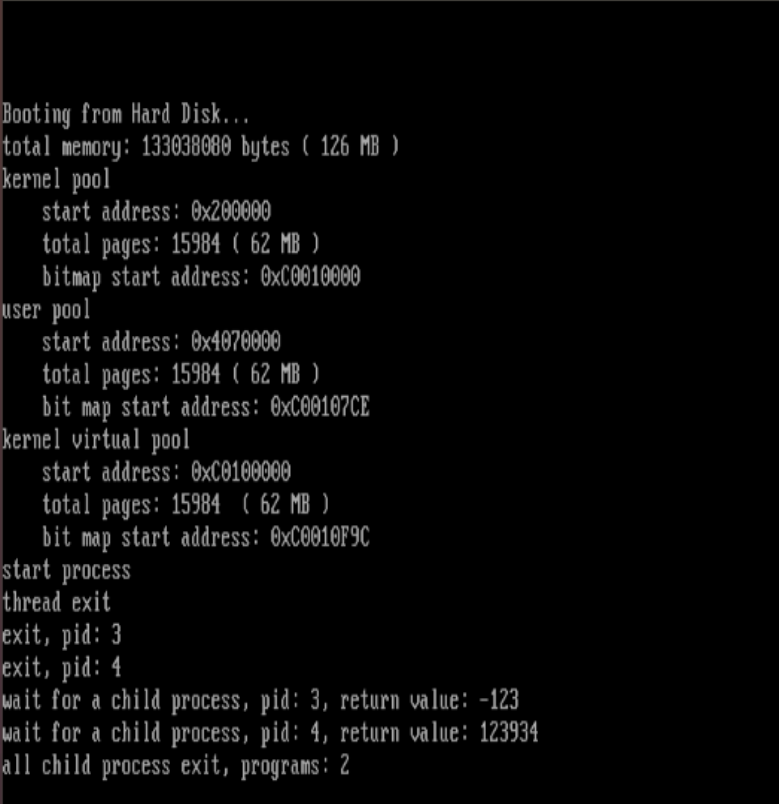 Booting from Hard Disk...
total memory: 133038080 bytes ( 126 MB )
kernel pool
    start address: 0x200000
    total pages: 15984 ( 62 MB )
    bitmap start address: 0xC0010000
user pool
    start address: 0x4070000
    total pages: 15984 ( 62 MB )
    bit map start address: 0xC00107CE
kernel virtual pool
    start address: 0xC0100000
    total pages: 15984  ( 62 MB )
    bit map start address: 0xC0010F9C
start process
thread exit
exit, pid: 3
exit, pid: 4
wait for a child process, pid: 3, return value: -123
wait for a child process, pid: 4, return value: 123934
all child process exit, programs: 2